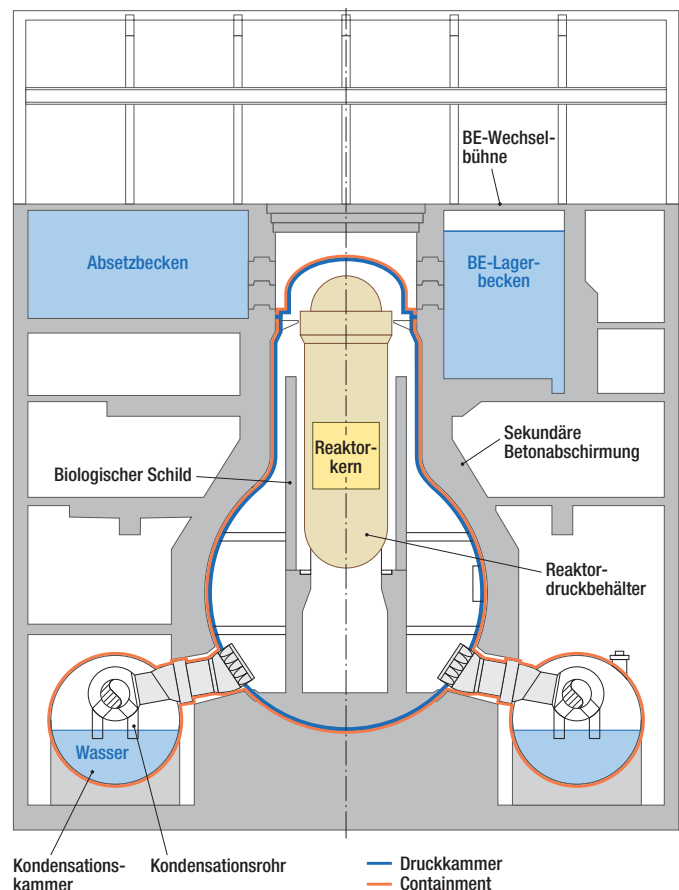 BE-Wechsel-
bühne
Absetzbecken
BE-Lager-
becken
Reaktor-
kern
Sekundäre
Betonabschirmung
Biologischer Schild
Reaktor-
druckbehälter
Wasser
Kondensations-
kammer
Kondensationsrohr
Druckkammer
Containment